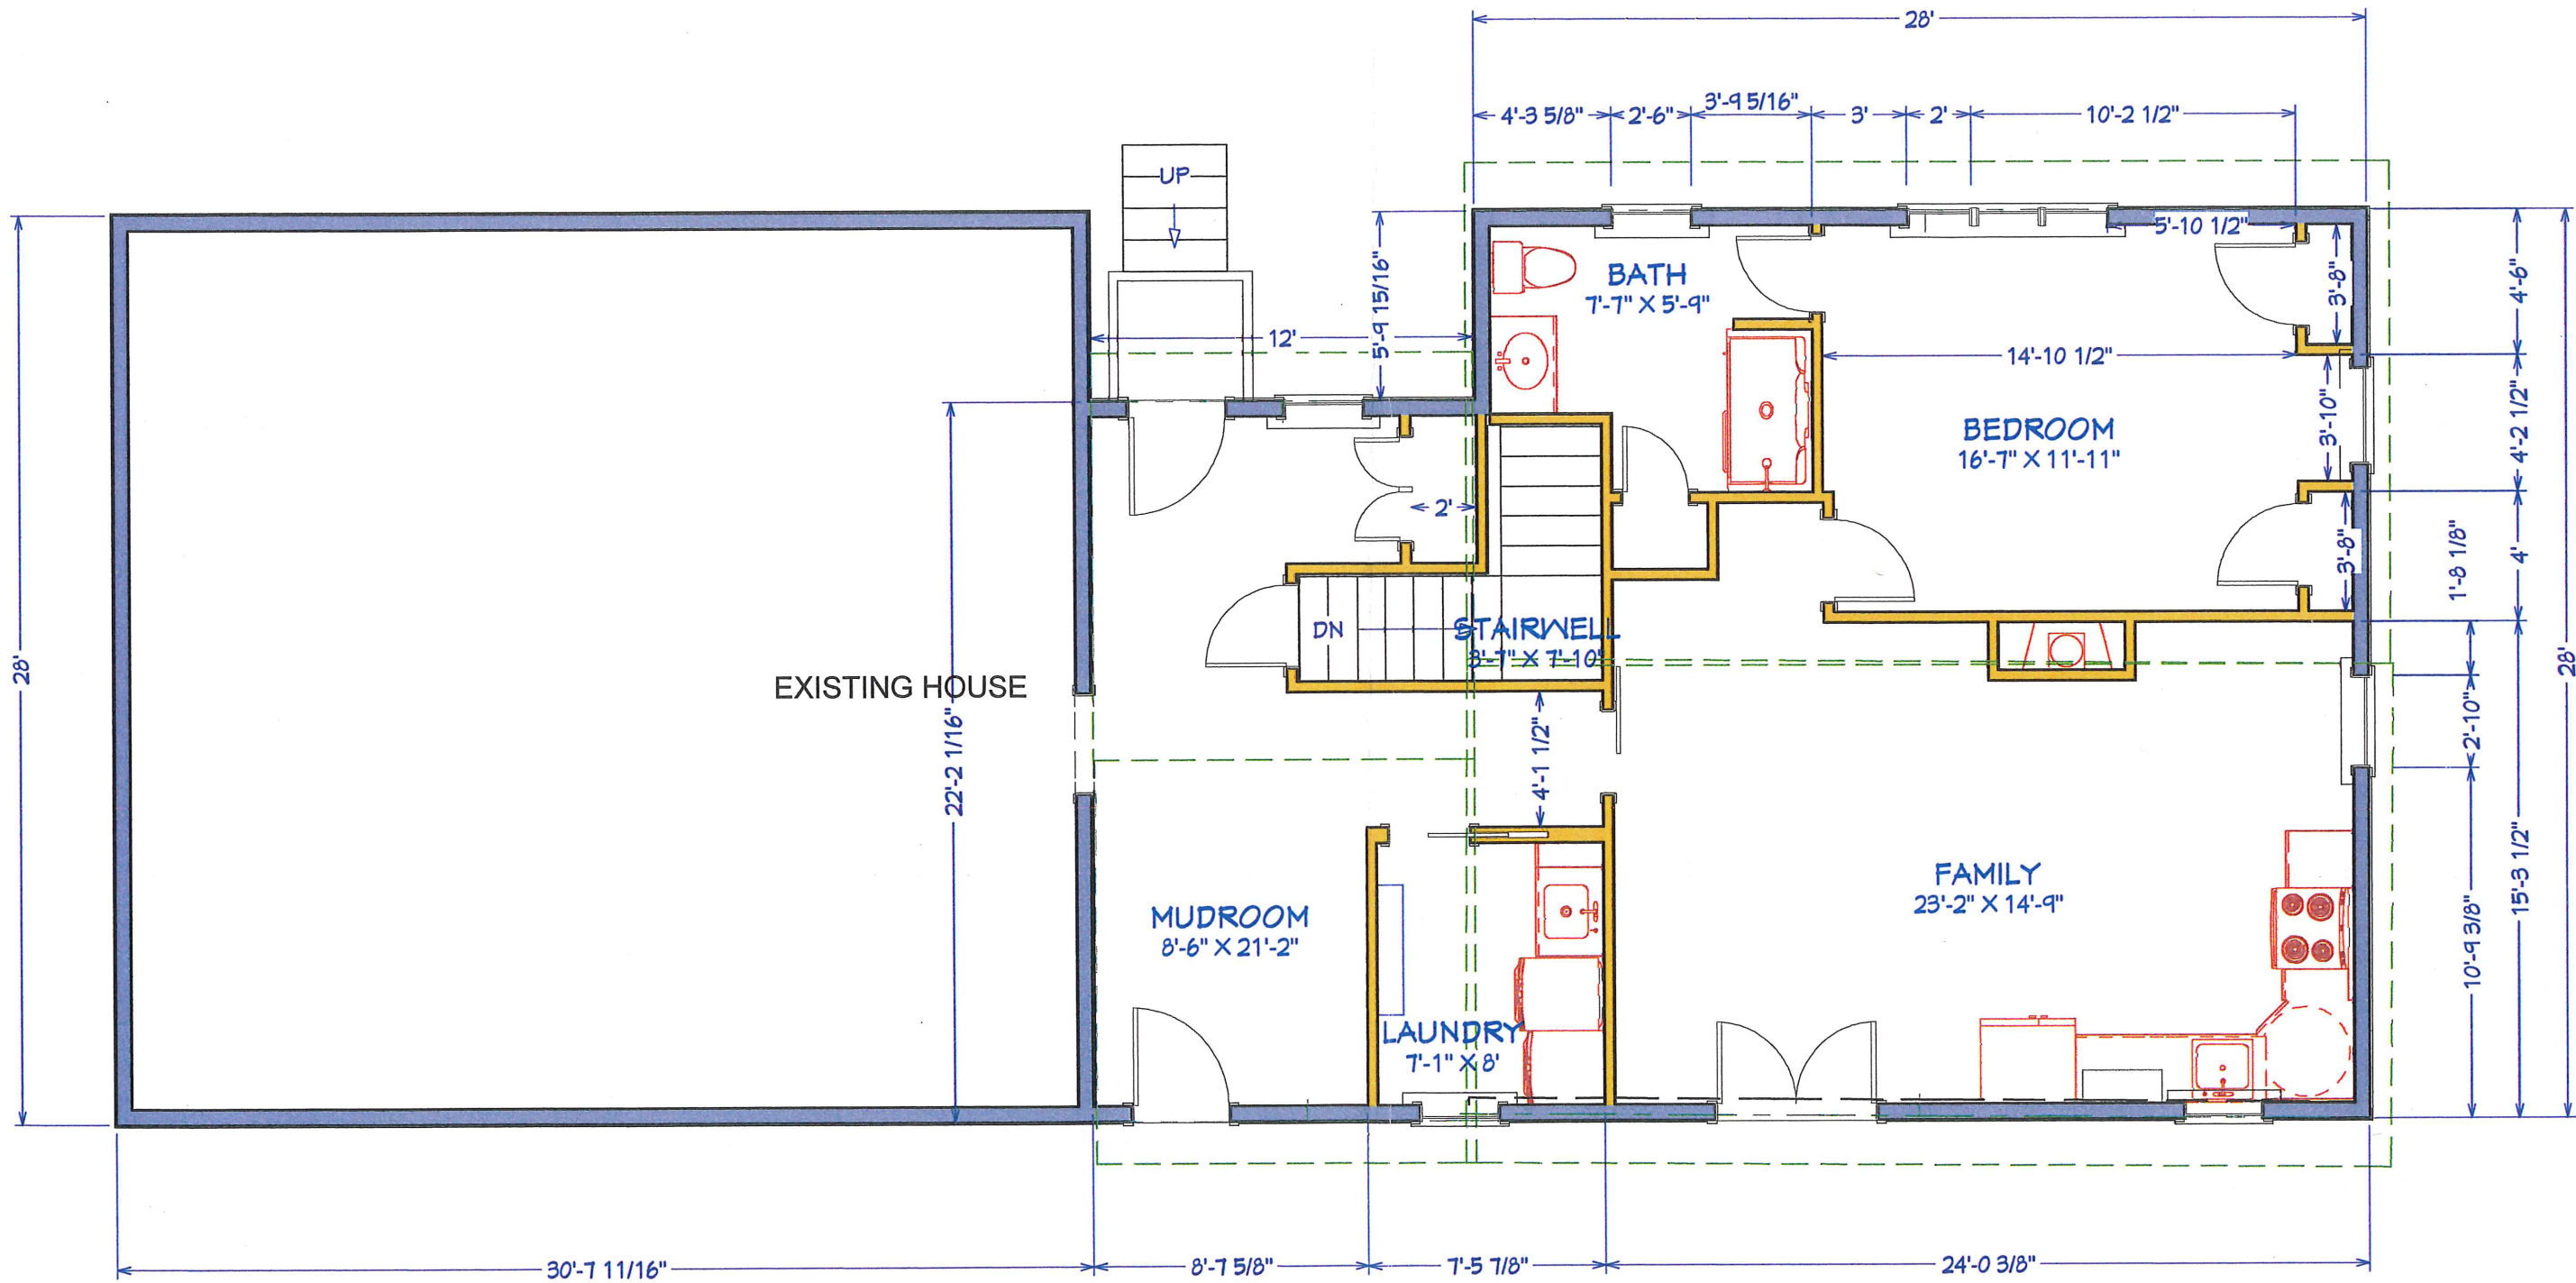 28'
4'-3 5/8"
2'-6"
3'-9 5/16"
3'
2'
10'-2 1/2"
UP
5'-10 1/2"
BATH
7'-7" X 5'-9"
5'-9 15/16"
12'
3'-8"
4'-6"
14'-10 1/2"
BEDROOM
16'-7" X 11'-11"
3'-10"
4'-2 1/2"
2'
3'-8"
4'
1'-8 1/8"
DN
STAIRWELL
3'-7" X 7'-10"
28'
EXISTING HOUSE
22'-2 1/16"
4'-1 1/2"
2'-10"
28'
15'-3 1/2"
10'-9 3/8"
FAMILY
23'-2" X 14'-9"
MUDROOM
8'-6" X 21'-2"
LAUNDRY
7'-1" X 8'
30'-7 11/16"
8'-7 5/8"
7'-5 7/8"
24'-0 3/8"